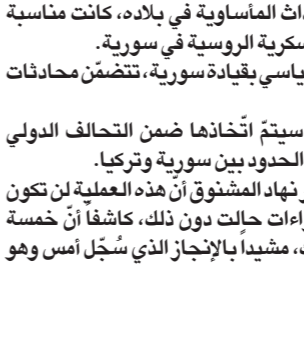 داث المأساوية في بلاده، كانت مناسبة
سكرية الروسية في سورية.
ياسي بقيادة سورية، تتضمّن محادثات
سيتمّ اتّخاذها ضمن التحالف الدولي
الحدود بين سورية وتركيا.
ر نهاد المشنوق أنّ هذه العملية لن تكون
راءات حالت دون ذلك، كاشفاً أنّ خمسة
، مشيداً بالإنجاز الذي سُجّل أمس وهو